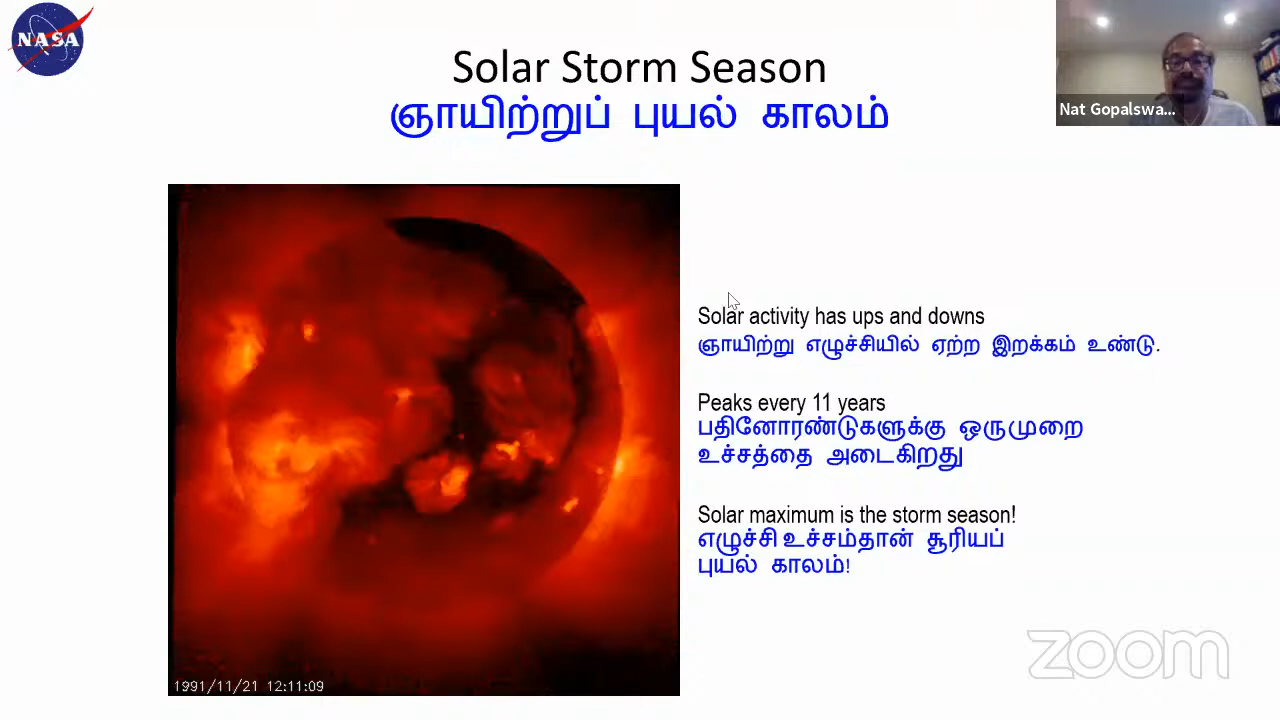 NASA
Solar Storm Season
ஞாயிற்றுப் புயல் காலம்
Nat Gopalswa...
Solar activity has ups and downs
ஞாயிற்று எழுச்சியில் ஏற்ற இறக்கம் உண்டு.
Peaks every 11 years
பதினோரண்டுகளுக்கு ஒருமுறை
உச்சத்தை அடைகிறது
Solar maximum is the storm season!
எழுச்சி உச்சம்தான் சூரியப்
புயல் காலம்!
1991/11/21 12:11:09
zoom